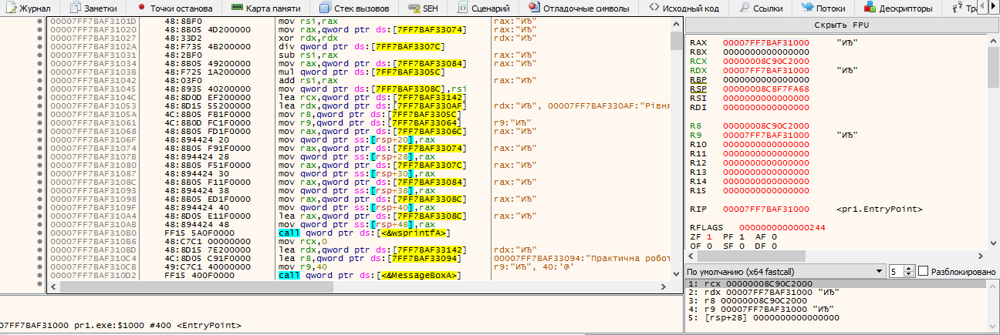 Журнал Заметки Точки останова Карта памяти Стек вызовов SEH Сценарий Отладочные символы Исходный код Ссылки Потоки Дескрипторы
00007FF7BAF3101D 48:8BF0 mov rsi,rax rax:"ИЂ"
00007FF7BAF31020 48:8B05 4D200000 mov rax,qword ptr ds:[7FF7BAF33074] rax:"ИЂ"
00007FF7BAF31027 48:33D2 xor rdx,rdx rdx:"ИЂ"
00007FF7BAF3102A 48:F735 4B200000 div qword ptr ds:[7FF7BAF3307C]
00007FF7BAF31031 48:2BF0 sub rsi,rax rax:"ИЂ"
00007FF7BAF31034 48:8B05 49200000 mov rax,qword ptr ds:[7FF7BAF33084] rax:"ИЂ"
00007FF7BAF3103B 48:F725 1A200000 mul qword ptr ds:[7FF7BAF3305C]
00007FF7BAF31042 48:03F0 add rsi,rax rax:"ИЂ"
00007FF7BAF31045 48:8935 40200000 mov qword ptr ds:[7FF7BAF3308C],rsi
00007FF7BAF3104C 48:8D0D EF200000 lea rcx,qword ptr ds:[7FF7BAF33142]
00007FF7BAF31053 48:8D15 55200000 lea rdx,qword ptr ds:[7FF7BAF330AF] rdx:"ИЂ", 00007FF7BAF330AF:"Рівня
00007FF7BAF3105A 4C:8B05 FB1F0000 mov r8,qword ptr ds:[7FF7BAF3305C]
00007FF7BAF31061 4C:8B0D FC1F0000 mov r9,qword ptr ds:[7FF7BAF33064] r9:"ИЂ"
00007FF7BAF31068 48:8B05 FD1F0000 mov rax,qword ptr ds:[7FF7BAF3306C] rax:"ИЂ"
00007FF7BAF3106F 48:894424 20 mov qword ptr ss:[rsp+20],rax rax:"ИЂ"
00007FF7BAF31074 48:8B05 F91F0000 mov rax,qword ptr ds:[7FF7BAF33074] rax:"ИЂ"
00007FF7BAF3107B 48:894424 28 mov qword ptr ss:[rsp+28],rax rax:"ИЂ"
00007FF7BAF31080 48:8B05 F51F0000 mov rax,qword ptr ds:[7FF7BAF3307C] rax:"ИЂ"
00007FF7BAF31087 48:894424 30 mov qword ptr ss:[rsp+30],rax rax:"ИЂ"
00007FF7BAF3108C 48:8B05 F11F0000 mov rax,qword ptr ds:[7FF7BAF33084] rax:"ИЂ"
00007FF7BAF31093 48:894424 38 mov qword ptr ss:[rsp+38],rax rax:"ИЂ"
00007FF7BAF31098 48:8B05 ED1F0000 mov rax,qword ptr ds:[7FF7BAF3308C] rax:"ИЂ"
00007FF7BAF3109F 48:894424 40 mov qword ptr ss:[rsp+40],rax rax:"ИЂ"
00007FF7BAF310A4 48:8D05 E11F0000 lea rax,qword ptr ds:[7FF7BAF3308C] rax:"ИЂ"
00007FF7BAF310AB 48:894424 48 mov qword ptr ss:[rsp+48],rax rax:"ИЂ"
00007FF7BAF310B0 FF15 5A0F0000 call qword ptr ds:[<&wsprintfA>]
00007FF7BAF310B6 48:C7C1 00000000 mov rcx,0
00007FF7BAF310BD 48:8D15 7E200000 lea rdx,qword ptr ds:[7FF7BAF33142] rdx:"ИЂ"
00007FF7BAF310C4 4C:8D05 C91F0000 lea r8,qword ptr ds:[7FF7BAF33094] 00007FF7BAF33094:"Практична робот
00007FF7BAF310CB 49:C7C1 40000000 mov r9,40 r9:"ИЂ", 40:'@'
00007FF7BAF310D2 FF15 400F0000 call qword ptr ds:[<&MessageBoxA>]
07FF7BAF31000 pr1.exe:$1000 #400 <EntryPoint>
Скрыть FPU
RAX 00007FF7BAF31000 "ИЂ"
RBX 0000000000000000
RCX 00000008C90C2000
RDX 00007FF7BAF31000 "ИЂ"
RBP 0000000000000000
RSP 00000008C8F7FA68
RSI 0000000000000000
RDI 0000000000000000
R8 00000008C90C2000
R9 00007FF7BAF31000 "ИЂ"
R10 0000000000000000
R11 0000000000000000
R12 0000000000000000
R13 0000000000000000
R14 0000000000000000
R15 0000000000000000
RIP 00007FF7BAF31000 <pr1.EntryPoint>
RFLAGS 0000000000000244
ZF 1 PF 1 AF 0
OF 0 SF 0 DF 0
По умолчанию (x64 fastcall) 5 Разблокировано
1: rcx 00000008C90C2000
2: rdx 00007FF7BAF31000 "ИЂ"
3: r8 00000008C90C2000
4: r9 00007FF7BAF31000 "ИЂ"
5: [rsp+28] 0000000000000000